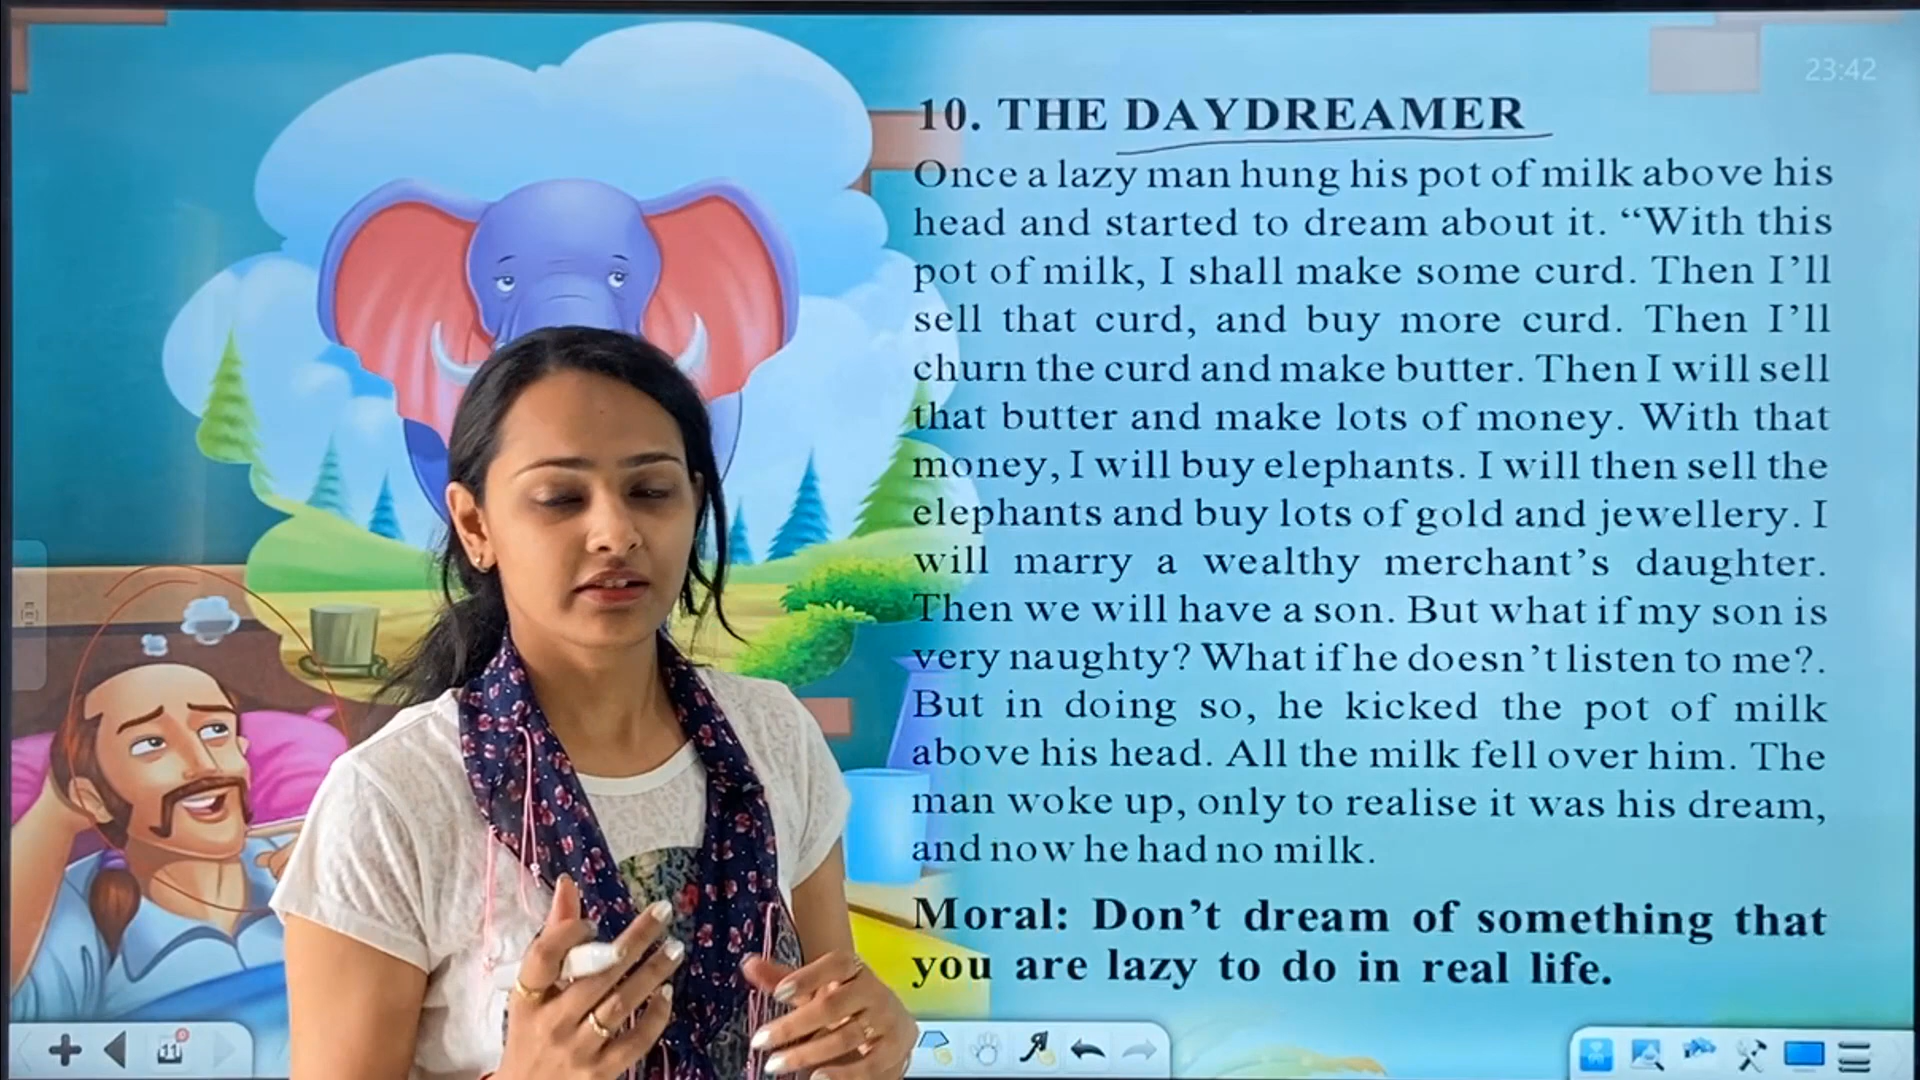 23:42
10. THE DAYDREAMER
Once a lazy man hung his pot of milk above his
head and started to dream about it. “With this
pot of milk, I shall make some curd. Then I’ll
sell that curd, and buy more curd. Then I’ll
churn the curd and make butter. Then I will sell
that butter and make lots of money. With that
money, I will buy elephants. I will then sell the
elephants and buy lots of gold and jewellery. I
will marry a wealthy merchant’s daughter.
Then we will have a son. But what if my son is
very naughty? What if he doesn’t listen to me?.
But in doing so, he kicked the pot of milk
above his head. All the milk fell over him. The
man woke up, only to realise it was his dream,
and now he had no milk.
Moral: Don’t dream of something that
you are lazy to do in real life.
11